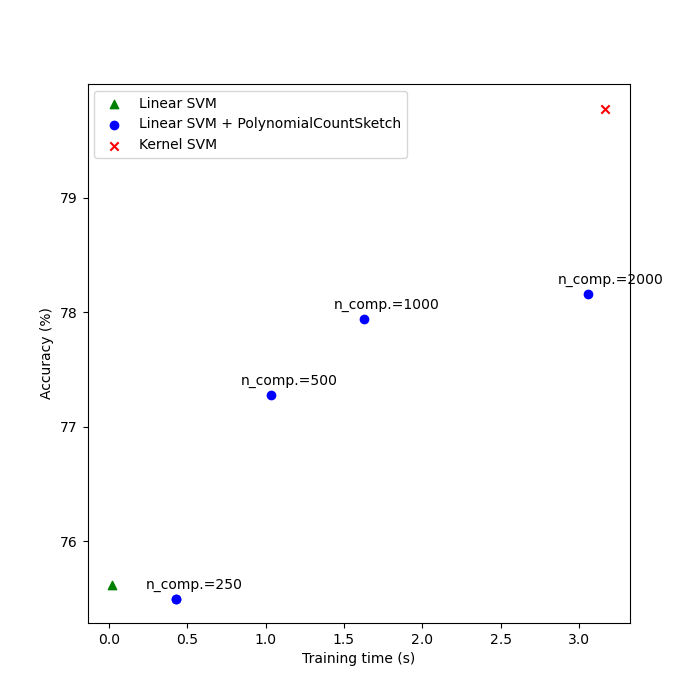 Linear SVM
Linear SVM + PolynomialCountSketch
Kernel SVM
79
78
77
76
Accuracy (%)
n_comp.=2000
n_comp.=1000
n_comp.=500
n_comp.=250
0.0 0.5 1.0 1.5 2.0 2.5 3.0
Training time (s)